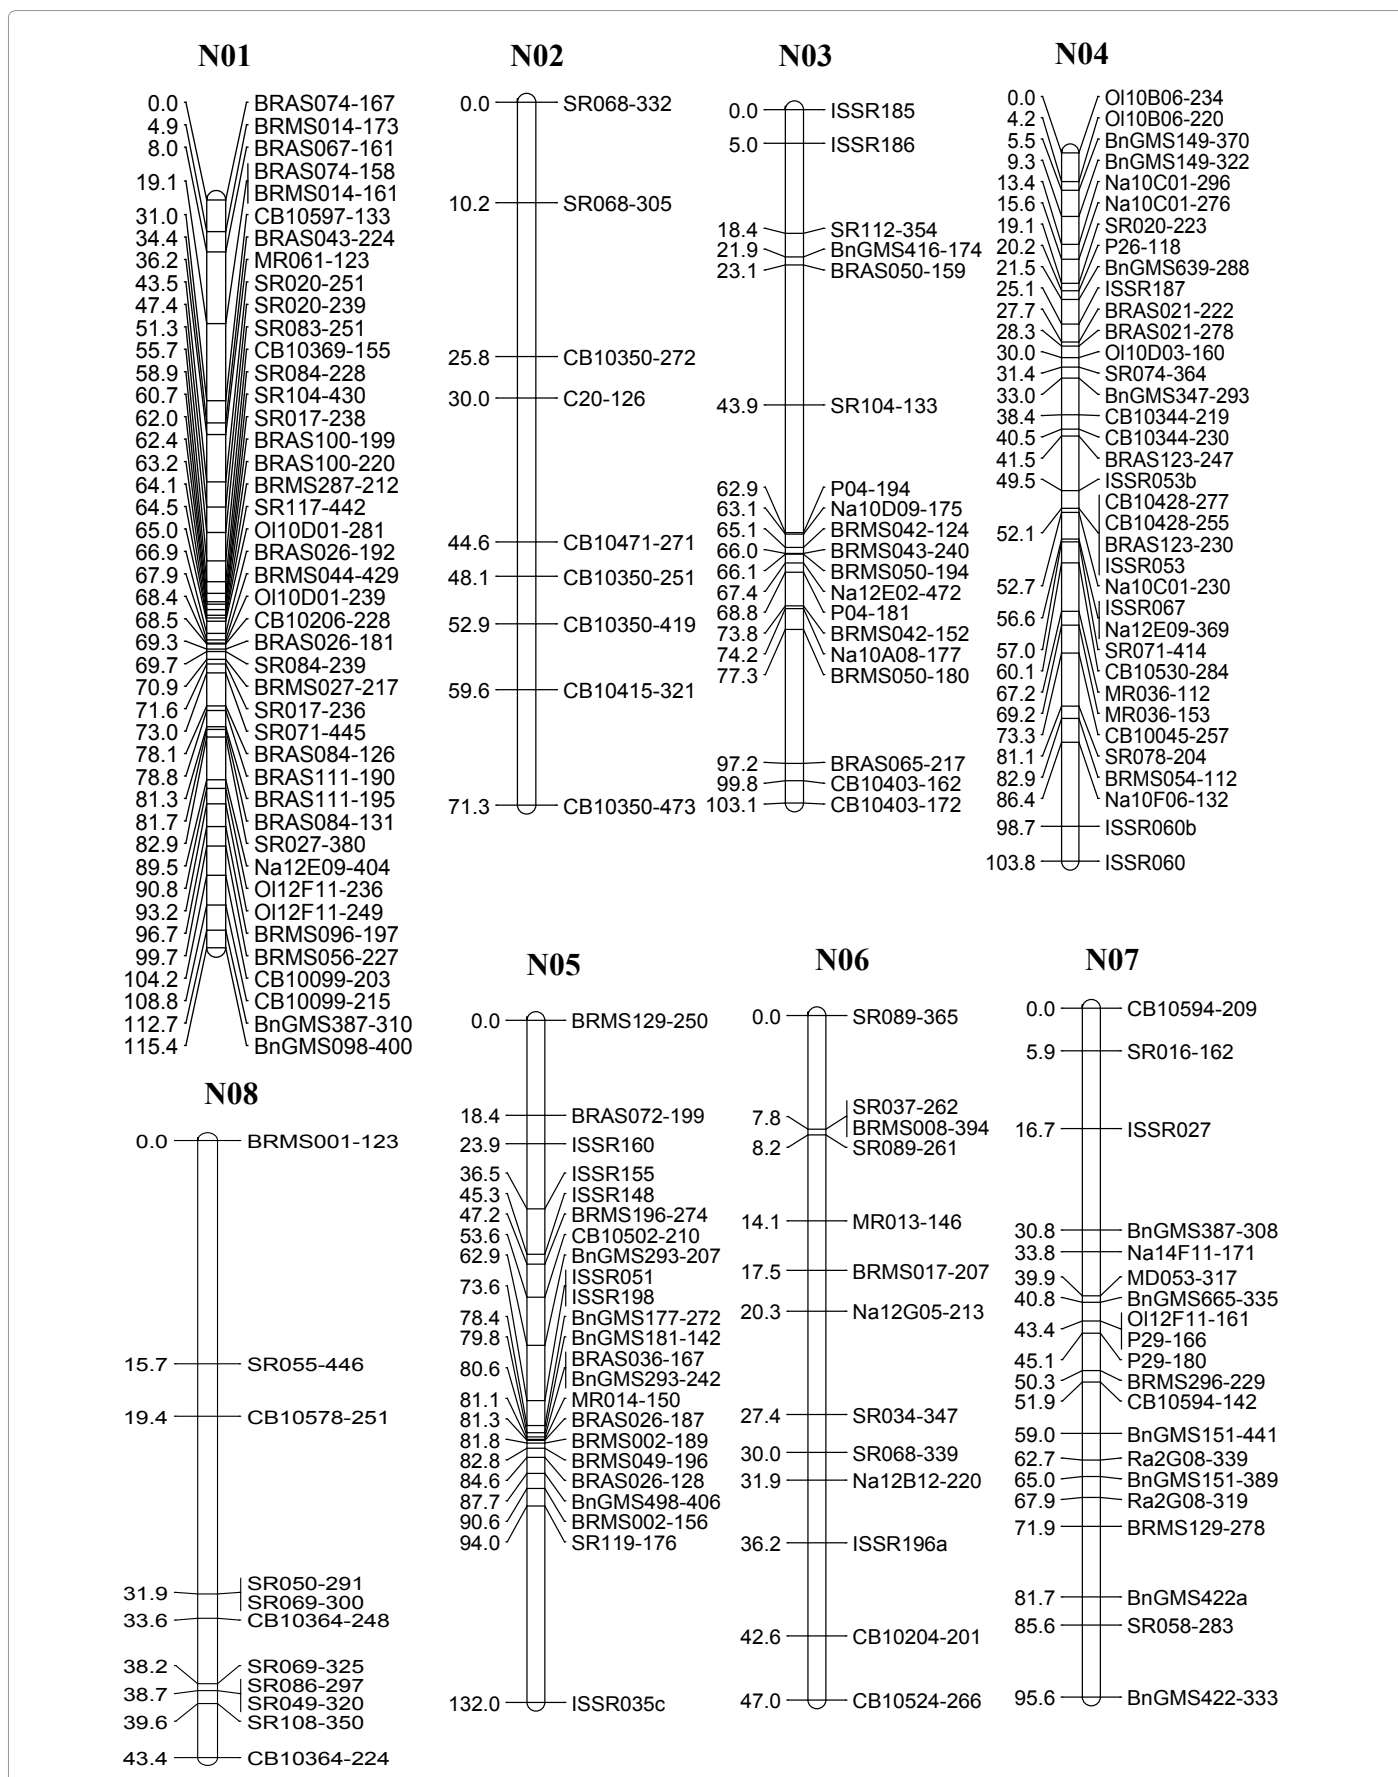 N01
0.0 BRAS074-167
4.9 BRMS014-173
8.0 BRAS067-161
19.1 BRAS074-158
BRMS014-161
31.0 CB10597-133
34.4 BRAS043-224
36.2 MR061-123
43.5 SR020-251
47.4 SR020-239
51.3 SR083-251
55.7 CB10369-155
58.9 SR084-228
60.7 SR104-430
62.0 SR017-238
62.4 BRAS100-199
63.2 BRAS100-220
64.1 BRMS287-212
64.5 SR117-442
65.0 Ol10D01-281
66.9 BRAS026-192
67.9 BRMS044-429
68.4 Ol10D01-239
68.5 CB10206-228
69.3 BRAS026-181
69.7 SR084-239
70.9 BRMS027-217
71.6 SR017-236
73.0 SR071-445
78.1 BRAS084-126
78.8 BRAS111-190
81.3 BRAS111-195
81.7 BRAS084-131
82.9 SR027-380
89.5 Na12E09-404
90.8 Ol12F11-236
93.2 Ol12F11-249
96.7 BRMS096-197
99.7 BRMS056-227
104.2 CB10099-203
108.8 CB10099-215
112.7 BnGMS387-310
115.4 BnGMS098-400
N02
0.0 SR068-332
10.2 SR068-305
25.8 CB10350-272
30.0 C20-126
44.6 CB10471-271
48.1 CB10350-251
52.9 CB10350-419
59.6 CB10415-321
71.3 CB10350-473
N03
0.0 ISSR185
5.0 ISSR186
18.4 SR112-354
21.9 BnGMS416-174
23.1 BRAS050-159
43.9 SR104-133
62.9 P04-194
63.1 Na10D09-175
65.1 BRMS042-124
66.0 BRMS043-240
66.1 BRMS050-194
67.4 Na12E02-472
68.8 P04-181
73.8 BRMS042-152
74.2 Na10A08-177
77.3 BRMS050-180
97.2 BRAS065-217
99.8 CB10403-162
103.1 CB10403-172
N04
0.0 Ol10B06-234
4.2 Ol10B06-220
5.5 BnGMS149-370
9.3 BnGMS149-322
13.4 Na10C01-296
15.6 Na10C01-276
19.1 SR020-223
20.2 P26-118
21.5 BnGMS639-288
25.1 ISSR187
27.7 BRAS021-222
28.3 BRAS021-278
30.0 Ol10D03-160
31.4 SR074-364
33.0 BnGMS347-293
38.4 CB10344-219
40.5 CB10344-230
41.5 BRAS123-247
49.5 ISSR053b
CB10428-277
52.1 CB10428-255
BRAS123-230
ISSR053
52.7 Na10C01-230
56.6 ISSR067
Na12E09-369
57.0 SR071-414
60.1 CB10530-284
67.2 MR036-112
69.2 MR036-153
73.3 CB10045-257
81.1 SR078-204
82.9 BRMS054-112
86.4 Na10F06-132
98.7 ISSR060b
103.8 ISSR060
N08
0.0 BRMS001-123
15.7 SR055-446
19.4 CB10578-251
31.9 SR050-291
SR069-300
33.6 CB10364-248
38.2 SR069-325
38.7 SR086-297
SR049-320
39.6 SR108-350
43.4 CB10364-224
N05
0.0 BRMS129-250
18.4 BRAS072-199
23.9 ISSR160
36.5 ISSR155
45.3 ISSR148
47.2 BRMS196-274
53.6 CB10502-210
62.9 BnGMS293-207
73.6 ISSR051
ISSR198
78.4 BnGMS177-272
79.8 BnGMS181-142
80.6 BRAS036-167
BnGMS293-242
81.1 MR014-150
81.3 BRAS026-187
81.8 BRMS002-189
82.8 BRMS049-196
84.6 BRAS026-128
87.7 BnGMS498-406
90.6 BRMS002-156
94.0 SR119-176
132.0 ISSR035c
N06
0.0 SR089-365
7.8 SR037-262
BRMS008-394
8.2 SR089-261
14.1 MR013-146
17.5 BRMS017-207
20.3 Na12G05-213
27.4 SR034-347
30.0 SR068-339
31.9 Na12B12-220
36.2 ISSR196a
42.6 CB10204-201
47.0 CB10524-266
N07
0.0 CB10594-209
5.9 SR016-162
16.7 ISSR027
30.8 BnGMS387-308
33.8 Na14F11-171
39.9 MD053-317
40.8 BnGMS665-335
43.4 Ol12F11-161
P29-166
45.1 P29-180
50.3 BRMS296-229
51.9 CB10594-142
59.0 BnGMS151-441
62.7 Ra2G08-339
65.0 BnGMS151-389
67.9 Ra2G08-319
71.9 BRMS129-278
81.7 BnGMS422a
85.6 SR058-283
95.6 BnGMS422-333